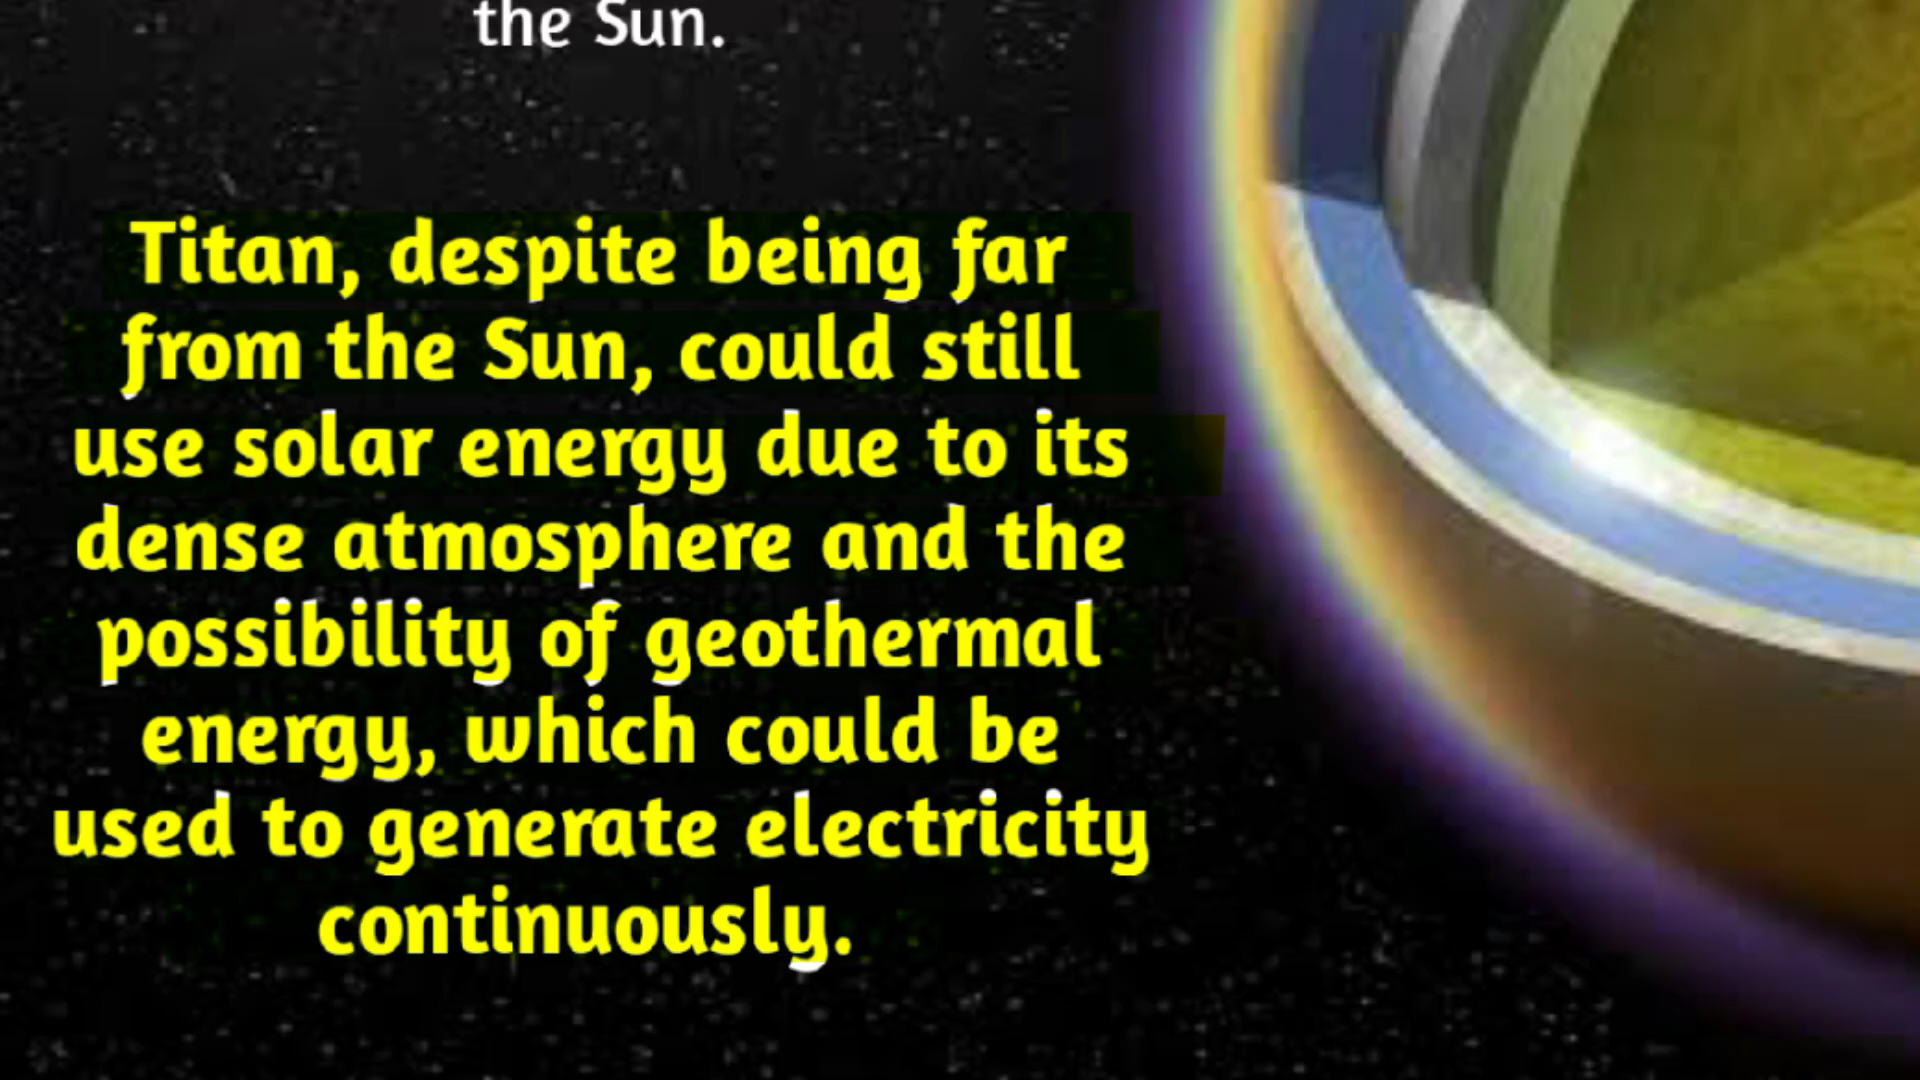 the Sun.
Titan, despite being far
from the Sun, could still
use solar energy due to its
dense atmosphere and the
possibility of geothermal
energy, which could be
used to generate electricity
continuously.